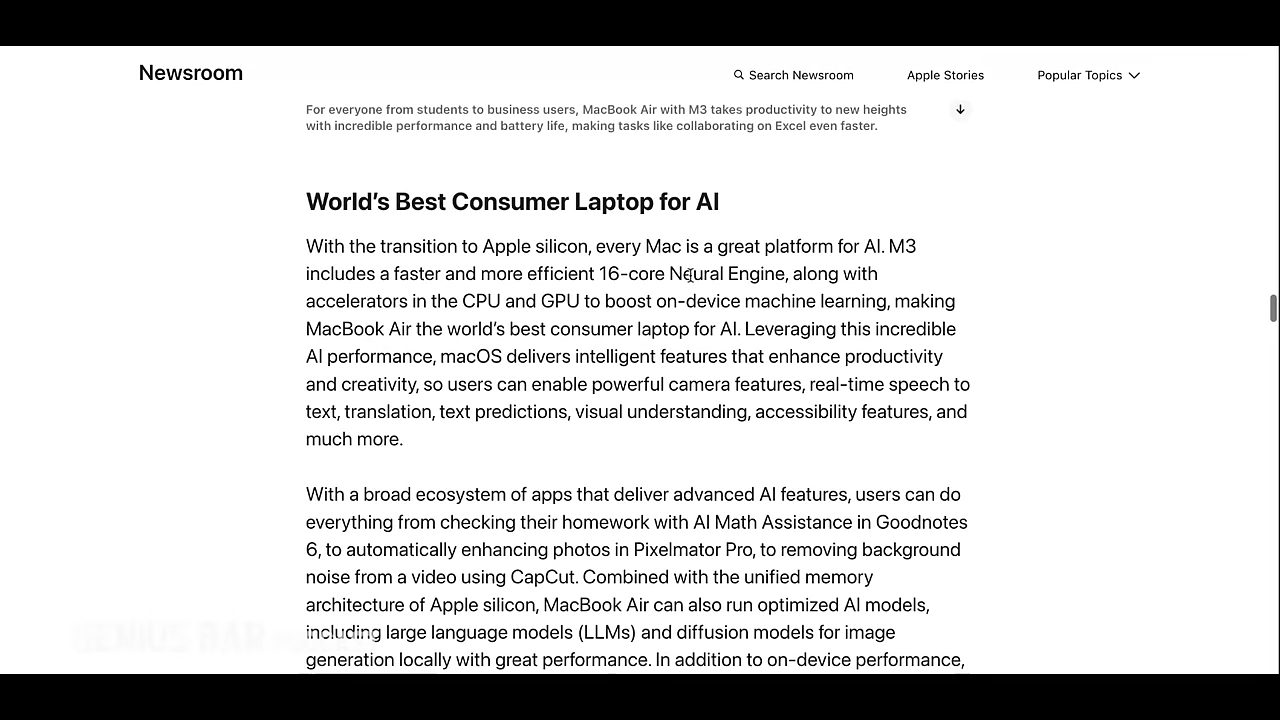 Newsroom
Search Newsroom
Apple Stories
Popular Topics
For everyone from students to business users, MacBook Air with M3 takes productivity to new heights
with incredible performance and battery life, making tasks like collaborating on Excel even faster.
World’s Best Consumer Laptop for AI
With the transition to Apple silicon, every Mac is a great platform for AI. M3
includes a faster and more efficient 16-core Neural Engine, along with
accelerators in the CPU and GPU to boost on-device machine learning, making
MacBook Air the world’s best consumer laptop for AI. Leveraging this incredible
AI performance, macOS delivers intelligent features that enhance productivity
and creativity, so users can enable powerful camera features, real-time speech to
text, translation, text predictions, visual understanding, accessibility features, and
much more.
With a broad ecosystem of apps that deliver advanced AI features, users can do
everything from checking their homework with AI Math Assistance in Goodnotes
6, to automatically enhancing photos in Pixelmator Pro, to removing background
noise from a video using CapCut. Combined with the unified memory
architecture of Apple silicon, MacBook Air can also run optimized AI models,
including large language models (LLMs) and diffusion models for image
generation locally with great performance. In addition to on-device performance,
GENIUS BAR